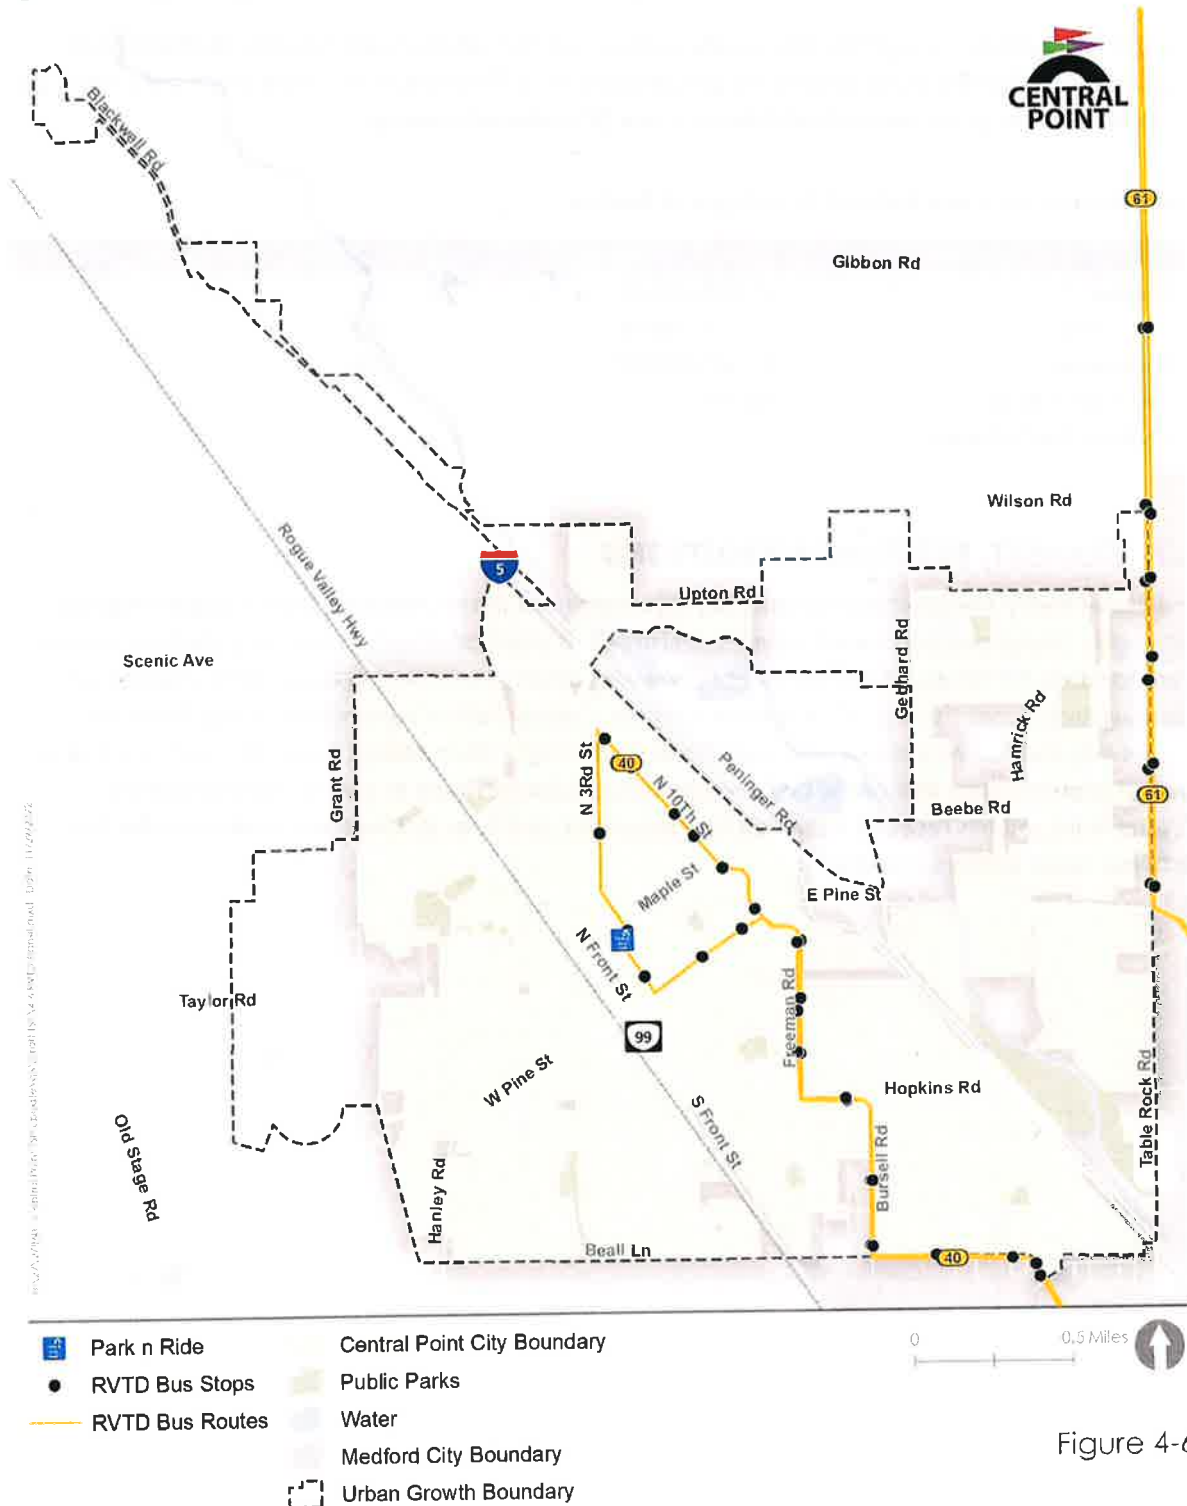 CENTRAL
POINT
Blackwell Rd
61
Gibbon Rd
Wilson Rd
Rogue Valley Hwy
5
Upton Rd
Scenic Ave
Gebhard Rd
Hamrick Rd
N 3Rd St
40
N 10Th St
Peninger Rd
Grant Rd
61
Beebe Rd
Maple St
E Pine St
N Front St
Taylor Rd
Freeman Rd
99
W Pine St
Hopkins Rd
S Front St
Table Rock Rd
Old Stage Rd
Hanley Rd
Bursell Rd
Beall Ln
40
Park n Ride
RVTD Bus Stops
RVTD Bus Routes
Central Point City Boundary
Public Parks
Water
Medford City Boundary
Urban Growth Boundary
0 0.5 Miles
Figure 4-6